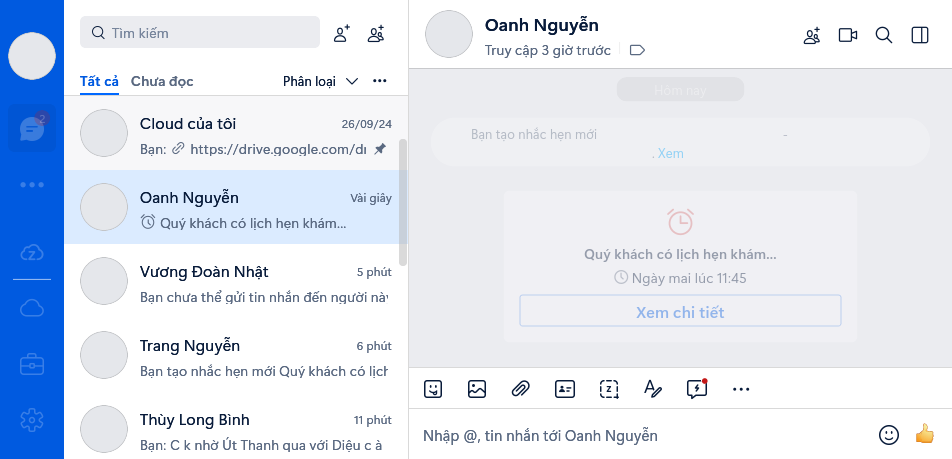 Tìm kiếm
Tất cả Chưa đọc Phân loại
2
Cloud của tôi 26/09/24
Bạn: https://drive.google.com/dr
Oanh Nguyễn Vài giây
Quý khách có lịch hẹn khám...
Vương Đoàn Nhật 5 phút
Bạn chưa thể gửi tin nhắn đến người này
Trang Nguyễn 6 phút
Bạn tạo nhắc hẹn mới Quý khách có lịch
Thùy Long Bình 11 phút
Bạn: C k nhờ Út Thanh qua với Diệu c à
Oanh Nguyễn
Truy cập 3 giờ trước
Hôm nay
Bạn tạo nhắc hẹn mới -
. Xem
Quý khách có lịch hẹn khám...
Ngày mai lúc 11:45
Xem chi tiết
Nhập @, tin nhắn tới Oanh Nguyễn